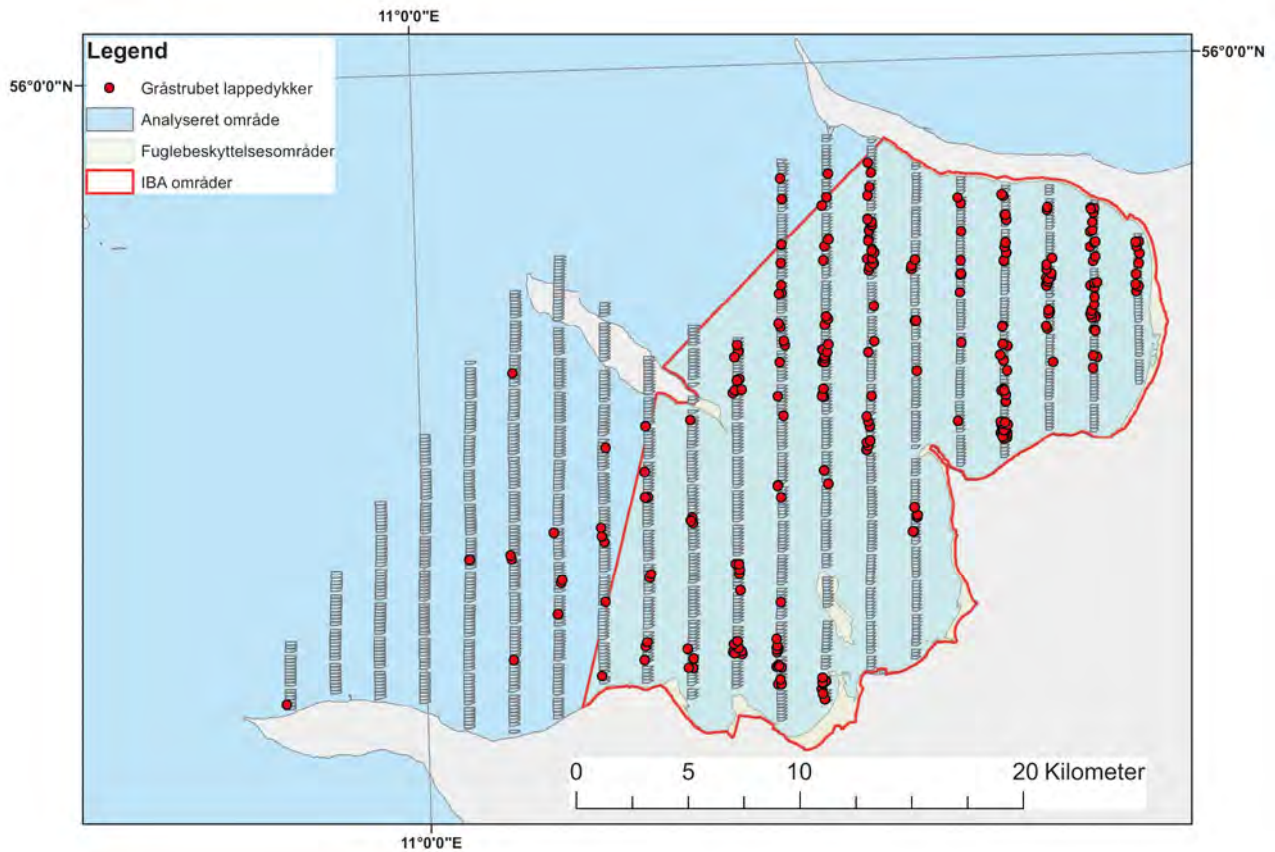 11°0'0"E
56°0'0"N
56°0'0"N
Legend
Gråstrubet lappedykker
Analyseret område
Fuglebeskyttelsesområder
IBA områder
0 5 10 20 Kilometer
11°0'0"E